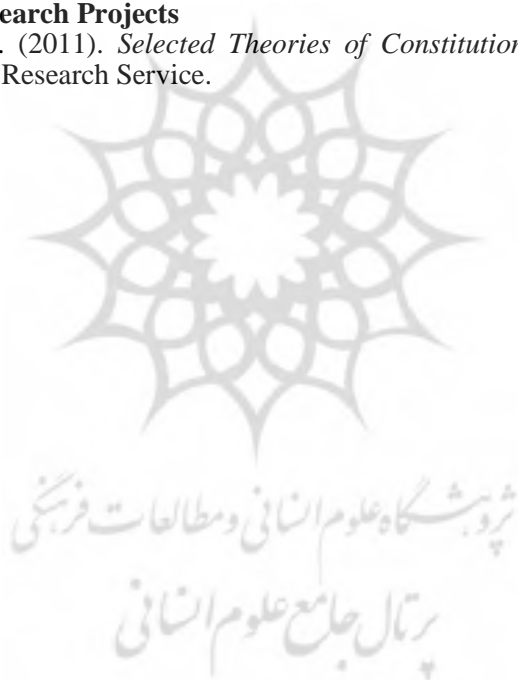 earch Projects
. (2011). Selected Theories of Constitution
Research Service.
پژوهشگاه علوم انسانی و مطالعات فرهنگی
پرتال جامع علوم انسانی